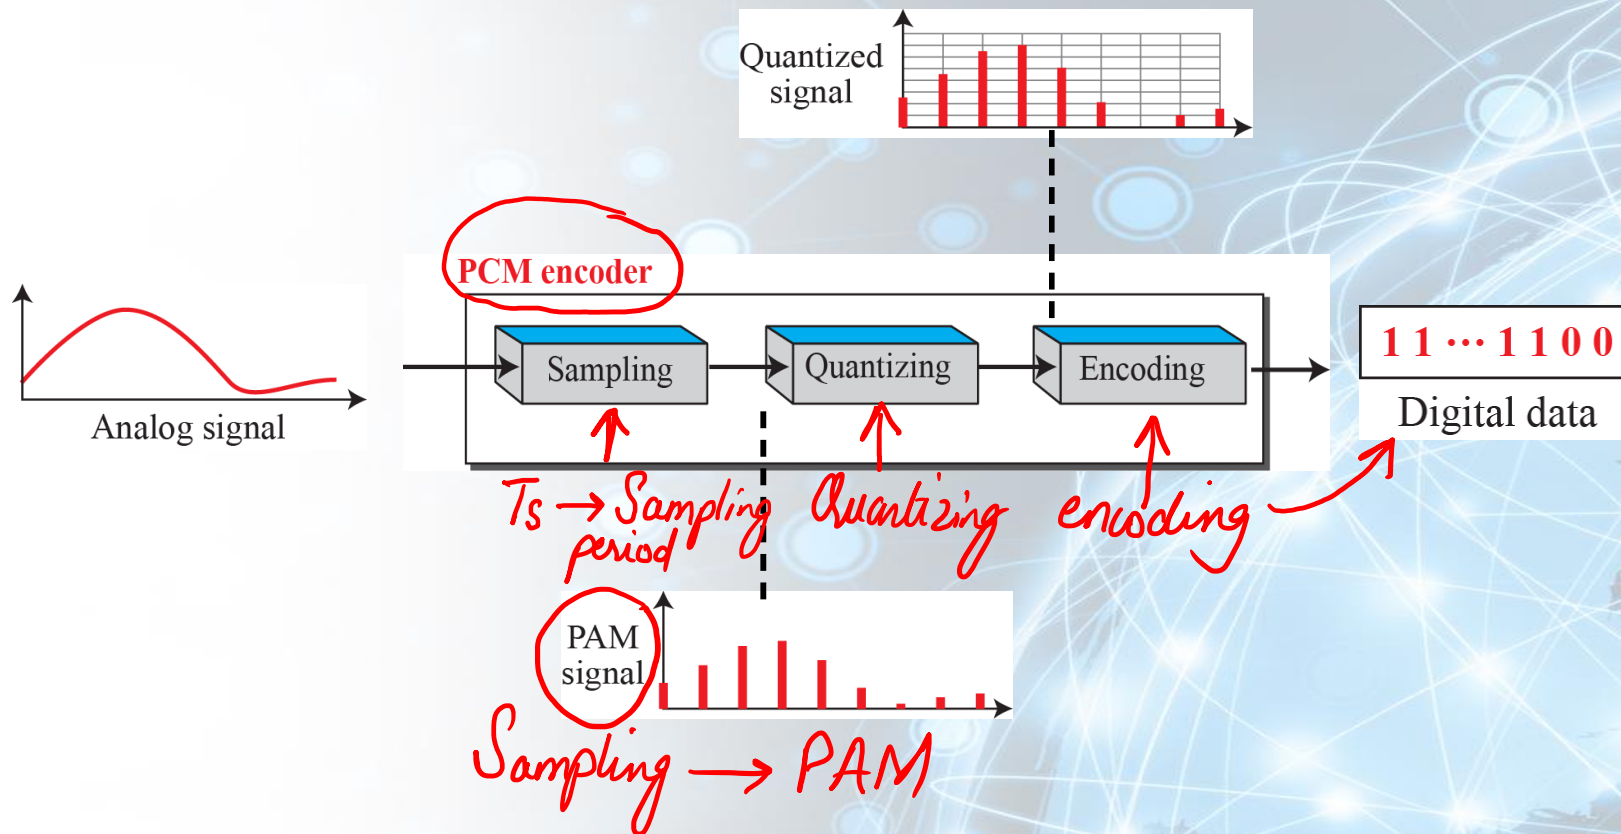 Quantized
signal
PCM encoder
Sampling
Quantizing
Encoding
1 1 ··· 1 1 0 0
Analog signal
Digital data
Ts → Sampling
period
Quantizing
encoding
PAM
signal
Sampling → PAM